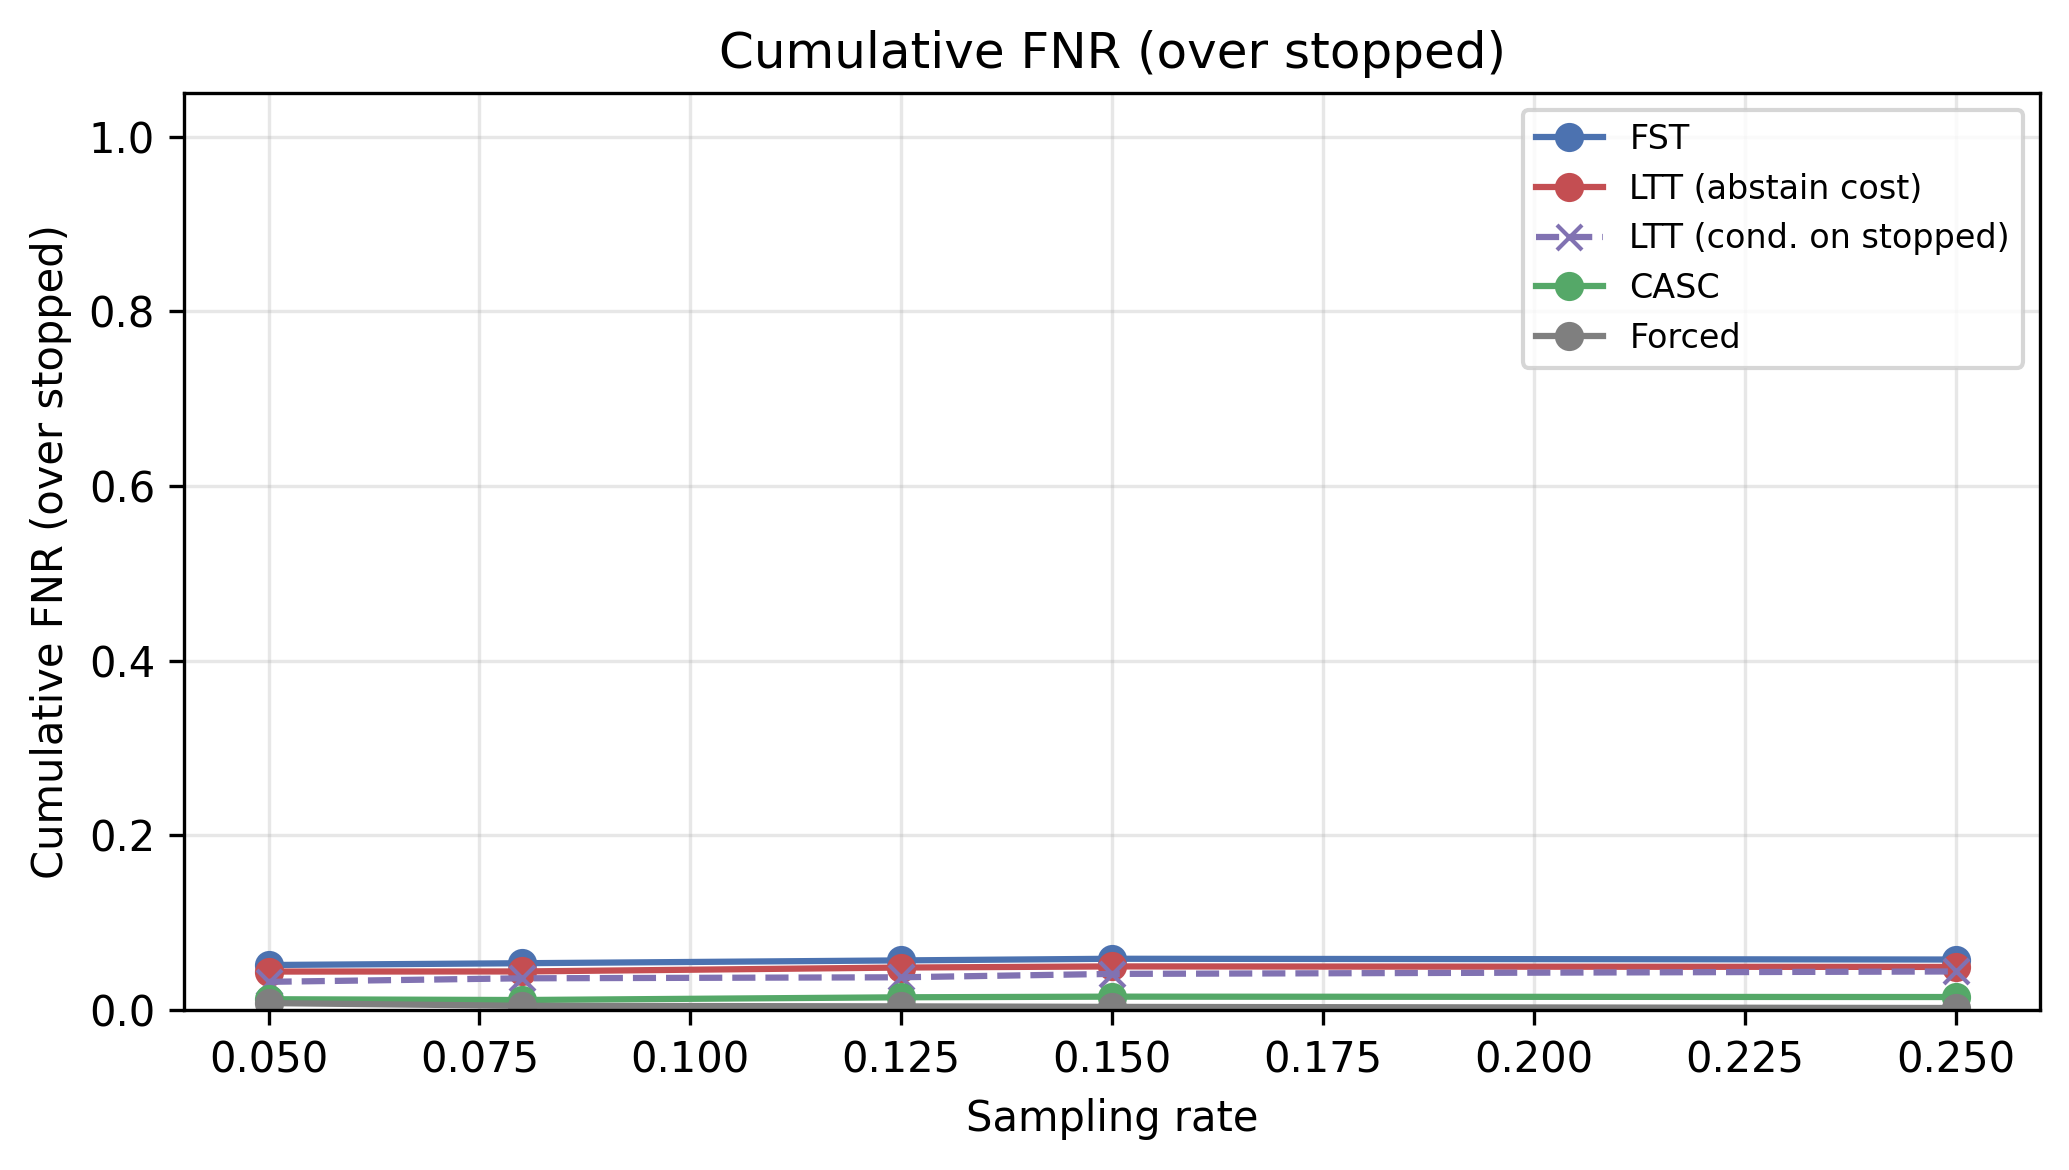 Cumulative FNR (over stopped)
Cumulative FNR (over stopped)
1.0
0.8
0.6
0.4
0.2
0.0
FST
LTT (abstain cost)
LTT (cond. on stopped)
CASC
Forced
0.050 0.075 0.100 0.125 0.150 0.175 0.200 0.225 0.250
Sampling rate